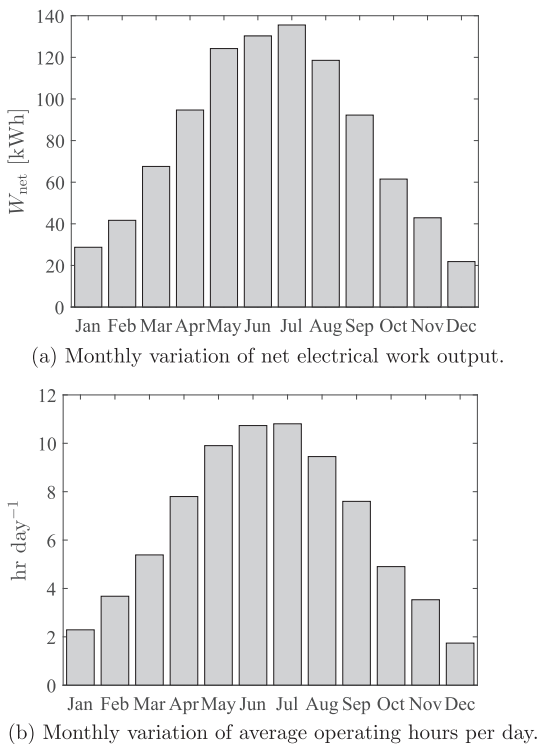 140
120
100
80
60
40
20
0
W_net [kWh]
Jan Feb Mar Apr May Jun Jul Aug Sep Oct Nov Dec
(a) Monthly variation of net electrical work output.
12
10
8
6
4
2
0
hr day⁻¹
Jan Feb Mar Apr May Jun Jul Aug Sep Oct Nov Dec
(b) Monthly variation of average operating hours per day.